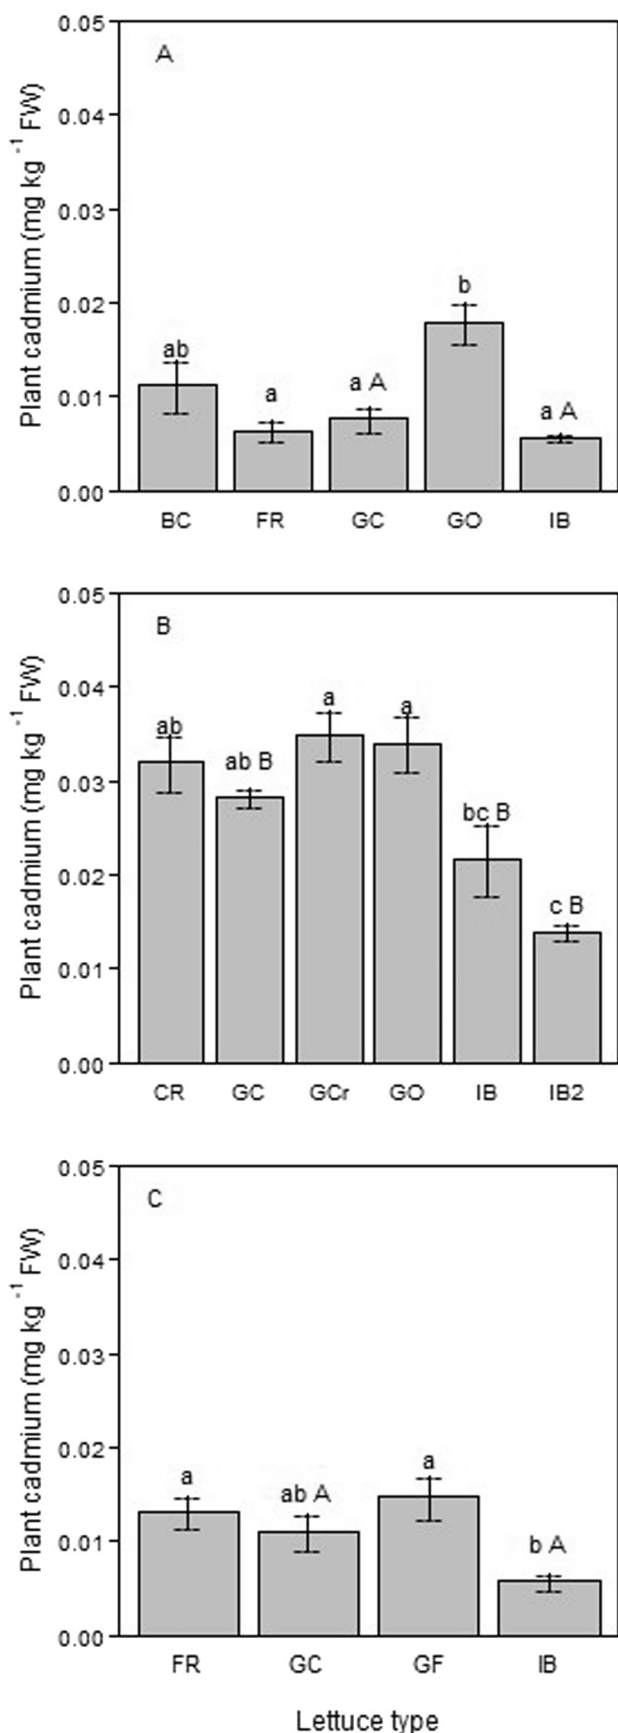 A
Plant cadmium (mg kg⁻¹ FW)
0.05
0.04
0.03
0.02
0.01
0.00
ab
a
a A
b
a A
BC FR GC GO IB
B
Plant cadmium (mg kg⁻¹ FW)
0.05
0.04
0.03
0.02
0.01
0.00
ab
ab B
a
a
bc B
c B
CR GC GCr GO IB IB2
C
Plant cadmium (mg kg⁻¹ FW)
0.05
0.04
0.03
0.02
0.01
0.00
a
ab A
a
b A
FR GC GF IB
Lettuce type